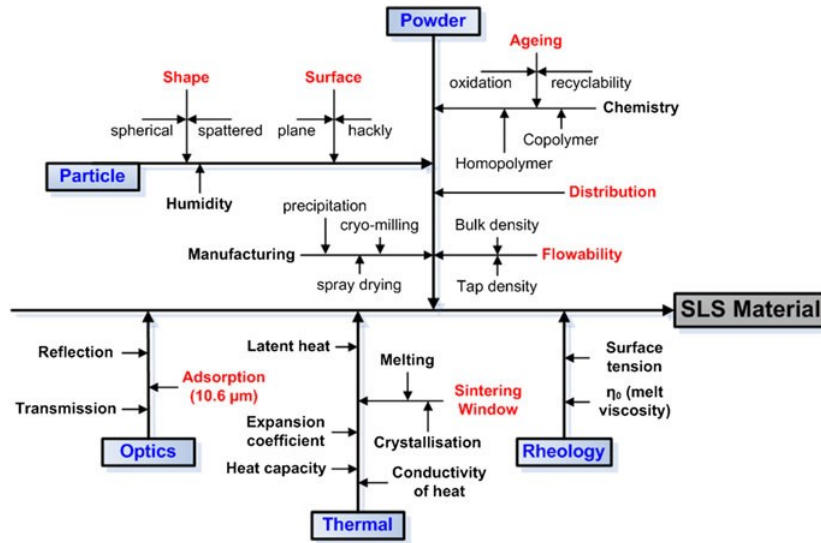 Powder
Ageing
oxidation
recyclability
Shape
Surface
Chemistry
spherical
spattered
plane
hackly
Copolymer
Homopolymer
Particle
Humidity
Distribution
precipitation
cryo-milling
Bulk density
Manufacturing
Flowability
spray drying
Tap density
SLS Material
Reflection
Latent heat
Melting
Surface
tension
Adsorption
(10.6 µm)
Sintering
Window
Transmission
η₀ (melt
viscosity)
Expansion
coefficient
Crystallisation
Optics
Rheology
Heat capacity
Conductivity
of heat
Thermal